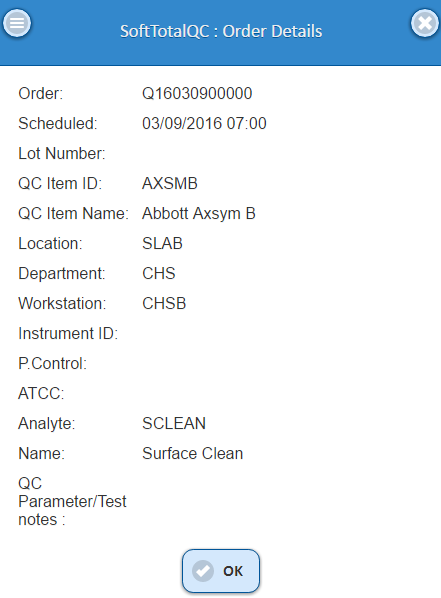 SoftTotalQC : Order Details
Order: Q16030900000
Scheduled: 03/09/2016 07:00
Lot Number:
QC Item ID: AXSMB
QC Item Name: Abbott Axsym B
Location: SLAB
Department: CHS
Workstation: CHSB
Instrument ID:
P.Control:
ATCC:
Analyte: SCLEAN
Name: Surface Clean
QC
Parameter/Test
notes :
OK